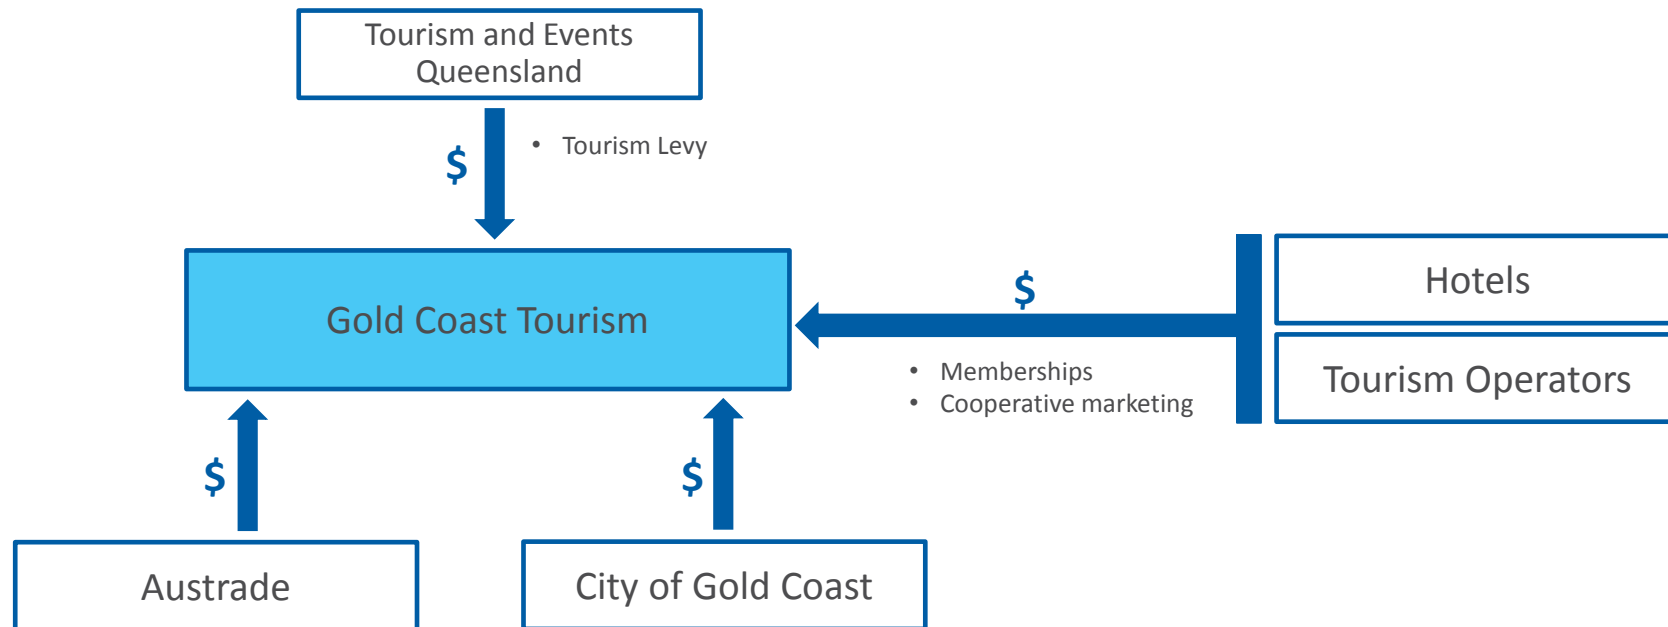 Tourism and Events
Queensland
$
• Tourism Levy
Gold Coast Tourism
$
• Memberships
• Cooperative marketing
Hotels
Tourism Operators
$
$
Austrade
City of Gold Coast